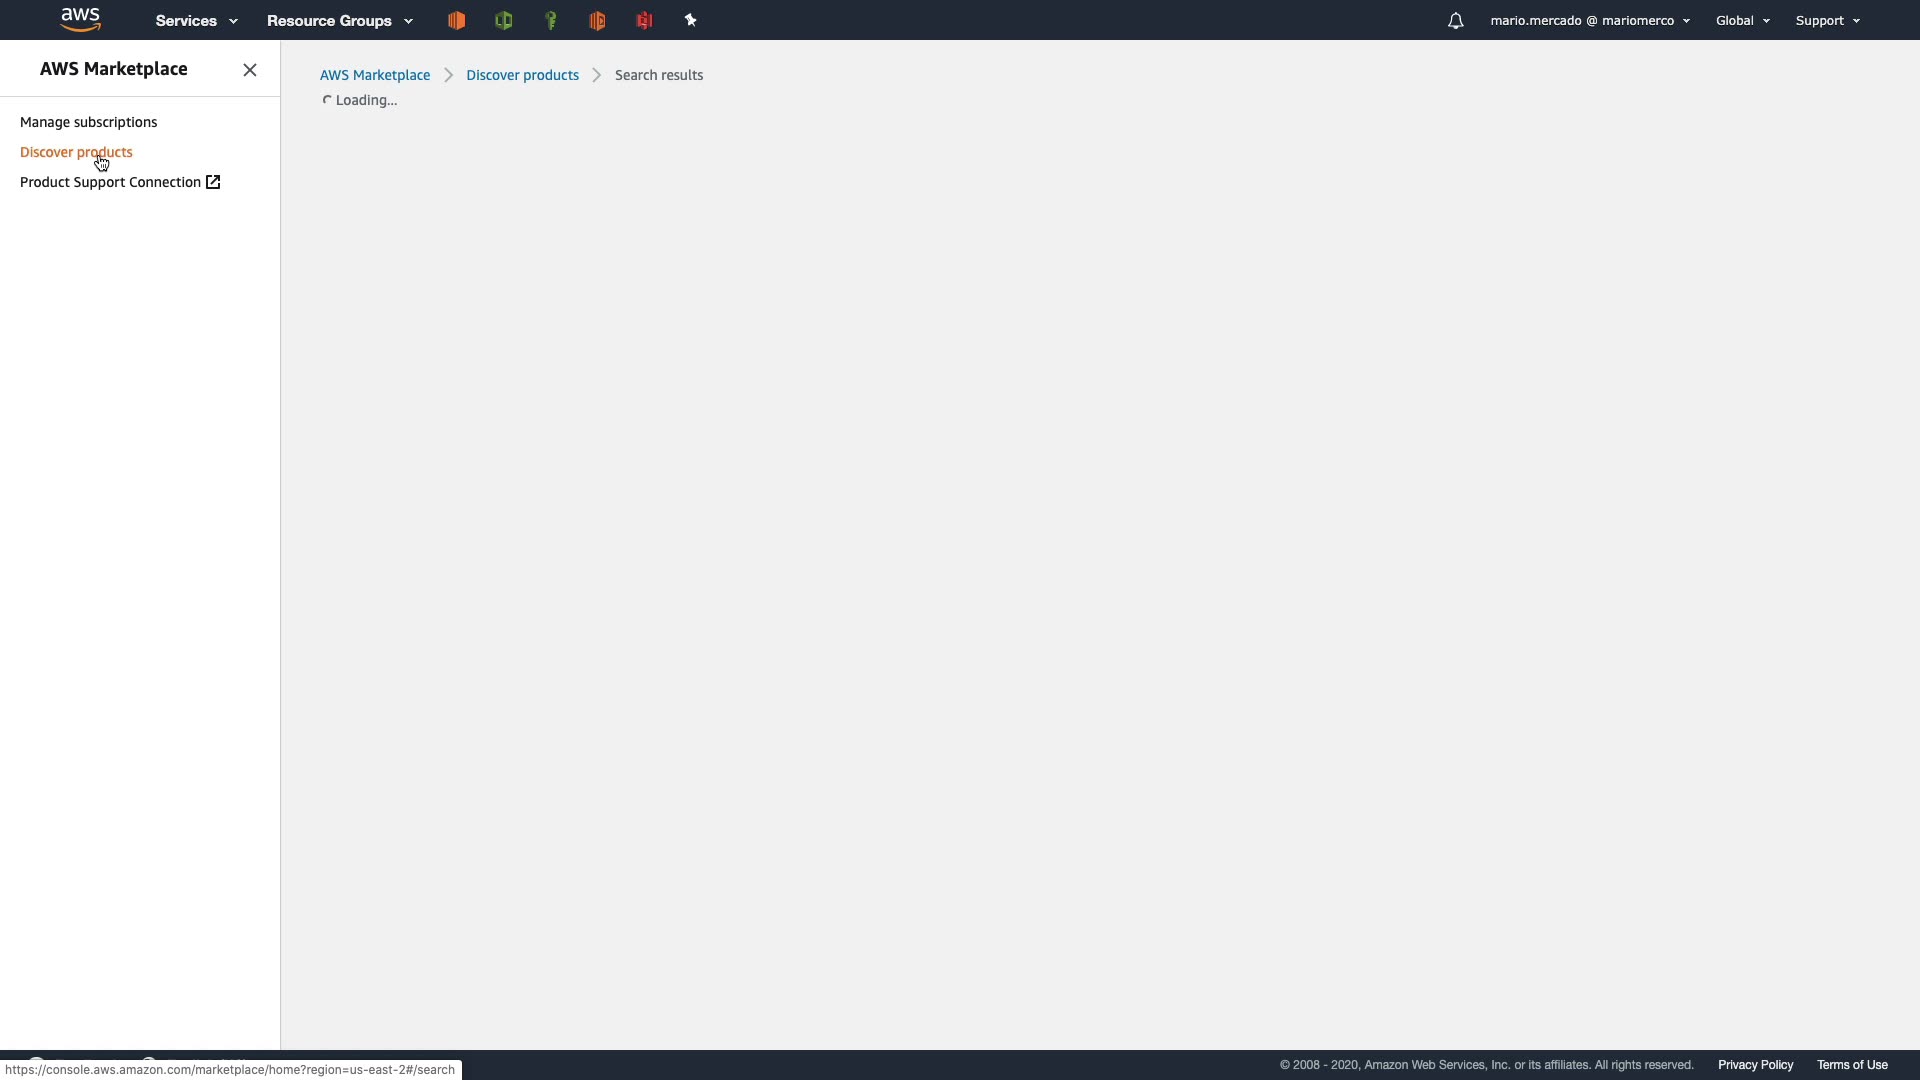 aws Services Resource Groups mario.mercado @ mariomerco Global Support
AWS Marketplace
Manage subscriptions
Discover products
Product Support Connection
AWS Marketplace Discover products Search results
Loading...
© 2008 - 2020, Amazon Web Services, Inc. or its affiliates. All rights reserved. Privacy Policy Terms of Use
https://console.aws.amazon.com/marketplace/home?region=us-east-2#/search